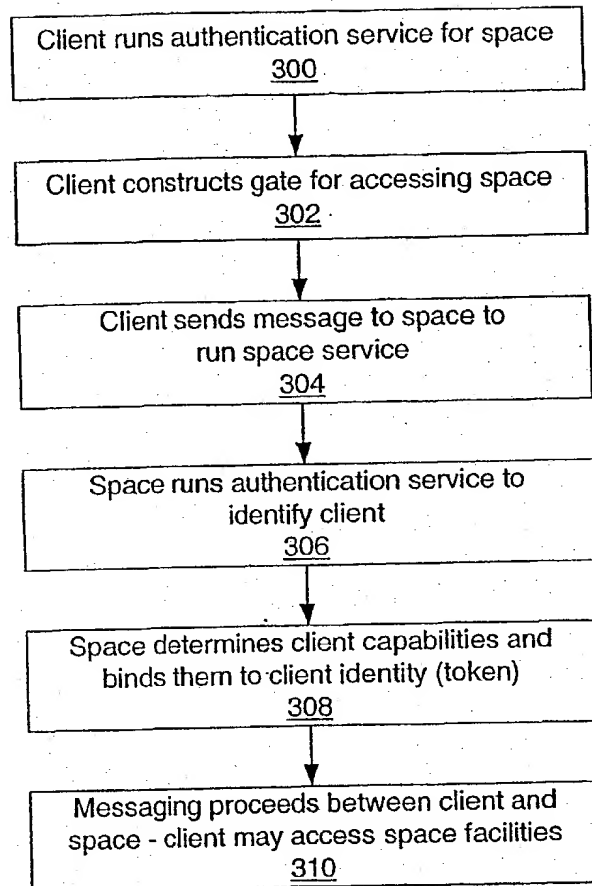 Client runs authentication service for space
300
Client constructs gate for accessing space
302
Client sends message to space to
run space service
304
Space runs authentication service to
identify client
306
Space determines client capabilities and
binds them to client identity (token)
308
Messaging proceeds between client and
space - client may access space facilities
310